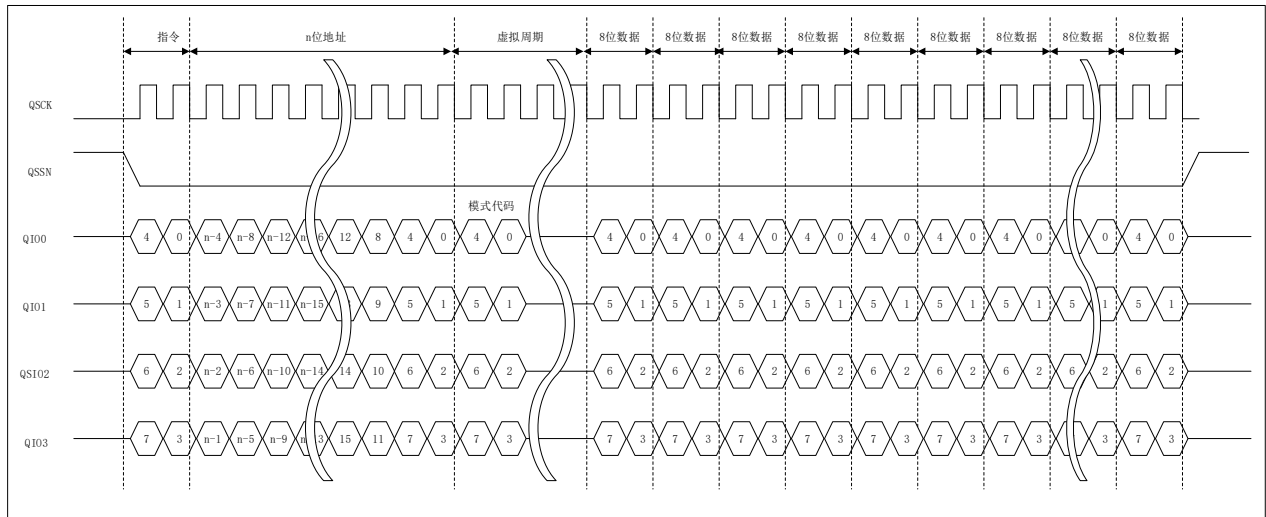 指令 n位地址 虚拟周期 8位数据 8位数据 8位数据 8位数据 8位数据 8位数据 8位数据 8位数据 8位数据
QSCK
QSSN
模式代码
QIO0 4 0 n-4 n-8 n-12 12 8 4 0 4 0 4 0 4 0 4 0 4 0 4 0 4 0 4 0 0 4 0
QIO1 5 1 n-3 n-7 n-11 n-15 9 5 1 5 1 5 1 5 1 5 1 5 1 5 1 5 1 5 1 5 1 5 1
QSIO2 6 2 n-2 n-6 n-10 n-14 14 10 6 2 6 2 6 2 6 2 6 2 6 2 6 2 6 2 6 2 6 2 6 2
QIO3 7 3 n-1 n-5 n-9 15 11 7 3 7 3 7 3 7 3 7 3 7 3 7 3 7 3 7 3 3 7 3